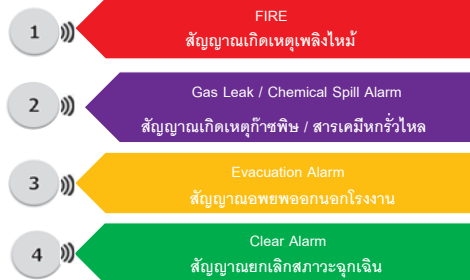 1
FIRE
สัญญาณเกิดเหตุเพลิงไหม้
2
Gas Leak / Chemical Spill Alarm
สัญญาณเกิดเหตุก๊าซพิษ / สารเคมีหกรั่วไหล
3
Evacuation Alarm
สัญญาณอพยพออกนอกโรงงาน
4
Clear Alarm
สัญญาณยกเลิกสภาวะฉุกเฉิน